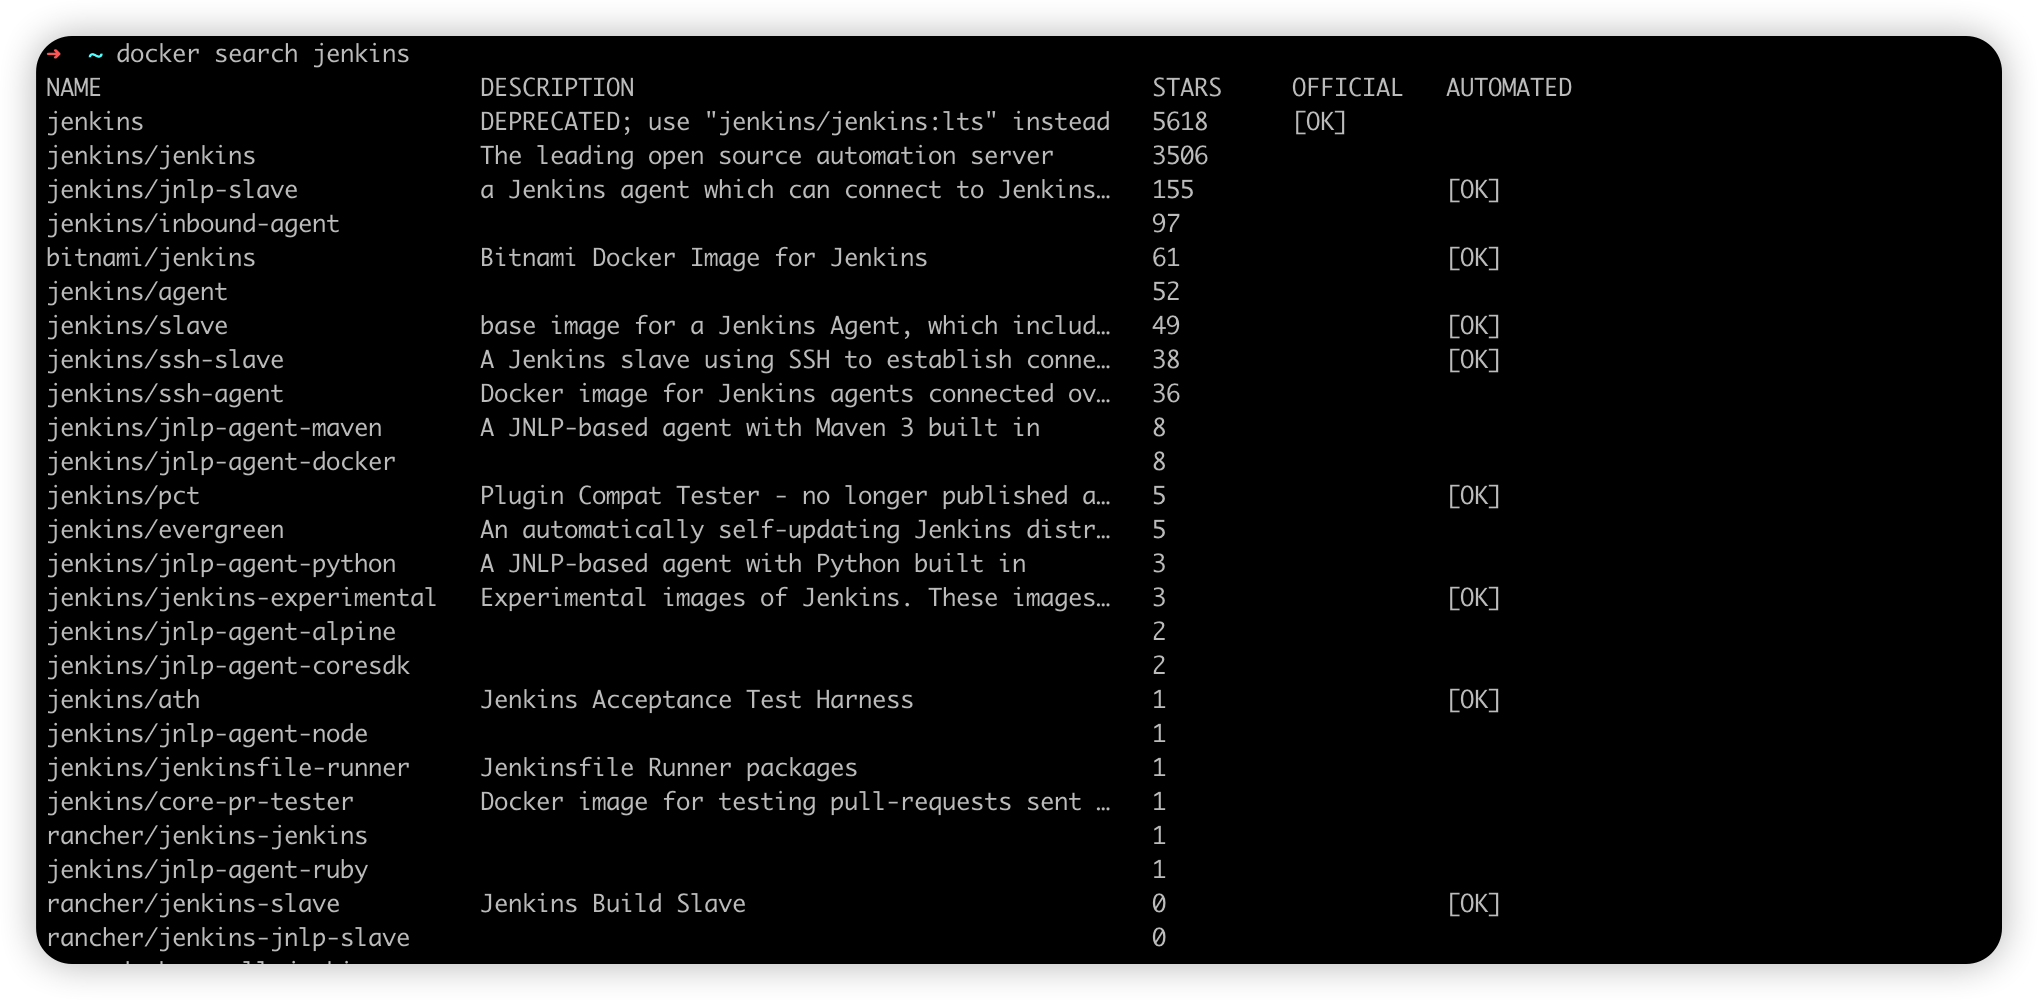 ➜  ~ docker search jenkins
NAME                           DESCRIPTION                                     STARS     OFFICIAL   AUTOMATED
jenkins                        DEPRECATED; use "jenkins/jenkins:lts" instead   5618      [OK]
jenkins/jenkins                The leading open source automation server       3506
jenkins/jnlp-slave             a Jenkins agent which can connect to Jenkins…   155                  [OK]
jenkins/inbound-agent                                                          97
bitnami/jenkins                Bitnami Docker Image for Jenkins                61                   [OK]
jenkins/agent                                                                  52
jenkins/slave                  base image for a Jenkins Agent, which includ…   49                   [OK]
jenkins/ssh-slave              A Jenkins slave using SSH to establish conne…   38                   [OK]
jenkins/ssh-agent              Docker image for Jenkins agents connected ov…   36
jenkins/jnlp-agent-maven       A JNLP-based agent with Maven 3 built in        8
jenkins/jnlp-agent-docker                                                      8
jenkins/pct                    Plugin Compat Tester - no longer published a…   5                    [OK]
jenkins/evergreen              An automatically self-updating Jenkins distr…   5
jenkins/jnlp-agent-python      A JNLP-based agent with Python built in         3
jenkins/jenkins-experimental   Experimental images of Jenkins. These images…   3                    [OK]
jenkins/jnlp-agent-alpine                                                      2
jenkins/jnlp-agent-coresdk                                                     2
jenkins/ath                    Jenkins Acceptance Test Harness                 1                    [OK]
jenkins/jnlp-agent-node                                                        1
jenkins/jenkinsfile-runner     Jenkinsfile Runner packages                     1
jenkins/core-pr-tester         Docker image for testing pull-requests sent …   1
rancher/jenkins-jenkins                                                        1
jenkins/jnlp-agent-ruby                                                        1
rancher/jenkins-slave          Jenkins Build Slave                             0                    [OK]
rancher/jenkins-jnlp-slave                                                     0